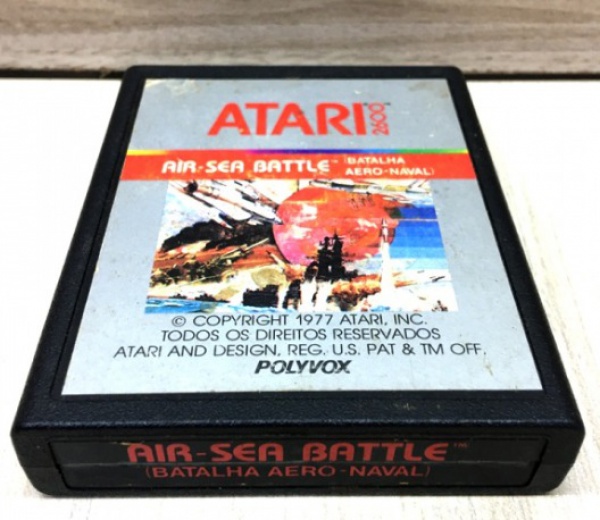 ATARI 2600
AIR-SEA BATTLE™ (BATALHA
AERO-NAVAL)
© COPYRIGHT 1977 ATARI, INC.
TODOS OS DIREITOS RESERVADOS
ATARI AND DESIGN, REG. U.S. PAT & TM OFF.
POLYVOX
AIR-SEA BATTLE™
(BATALHA AERO-NAVAL)